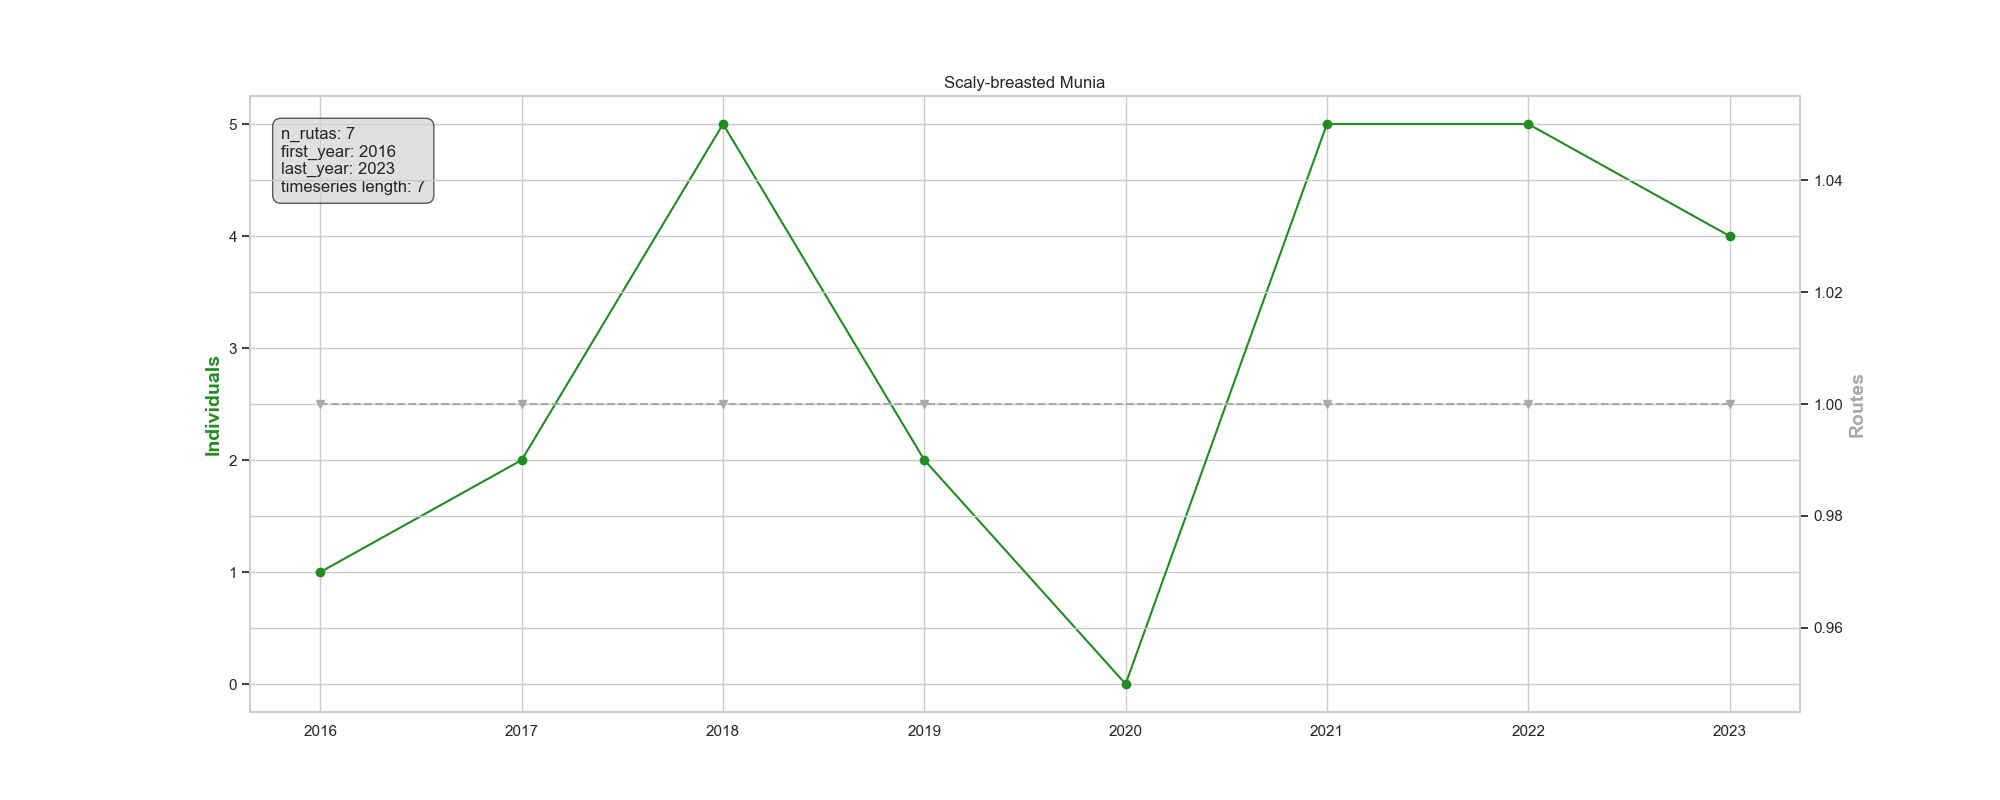 Scaly-breasted Munia
n_rutas: 7
first_year: 2016
last_year: 2023
timeseries length: 7
5
4
3
2
1
0
Individuals
1.04
1.02
1.00
0.98
0.96
Routes
2016 2017 2018 2019 2020 2021 2022 2023